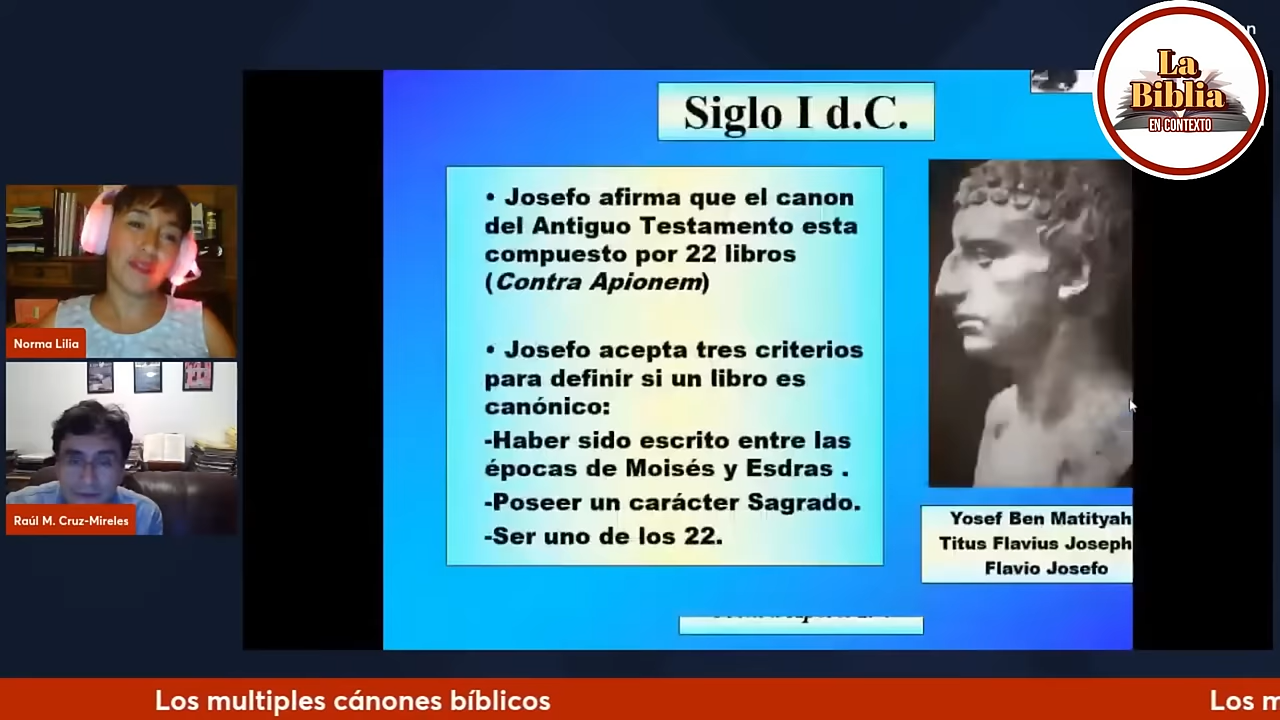 La
Biblia
EN CONTEXTO
Siglo I d.C.
• Josefo afirma que el canon
del Antiguo Testamento esta
compuesto por 22 libros
(Contra Apionem)
• Josefo acepta tres criterios
para definir si un libro es
canónico:
-Haber sido escrito entre las
épocas de Moisés y Esdras .
-Poseer un carácter Sagrado.
-Ser uno de los 22.
Yosef Ben Matityah
Titus Flavius Joseph
Flavio Josefo
Norma Lilia
Raúl M. Cruz-Mireles
Los multiples cánones bíblicos
Los m